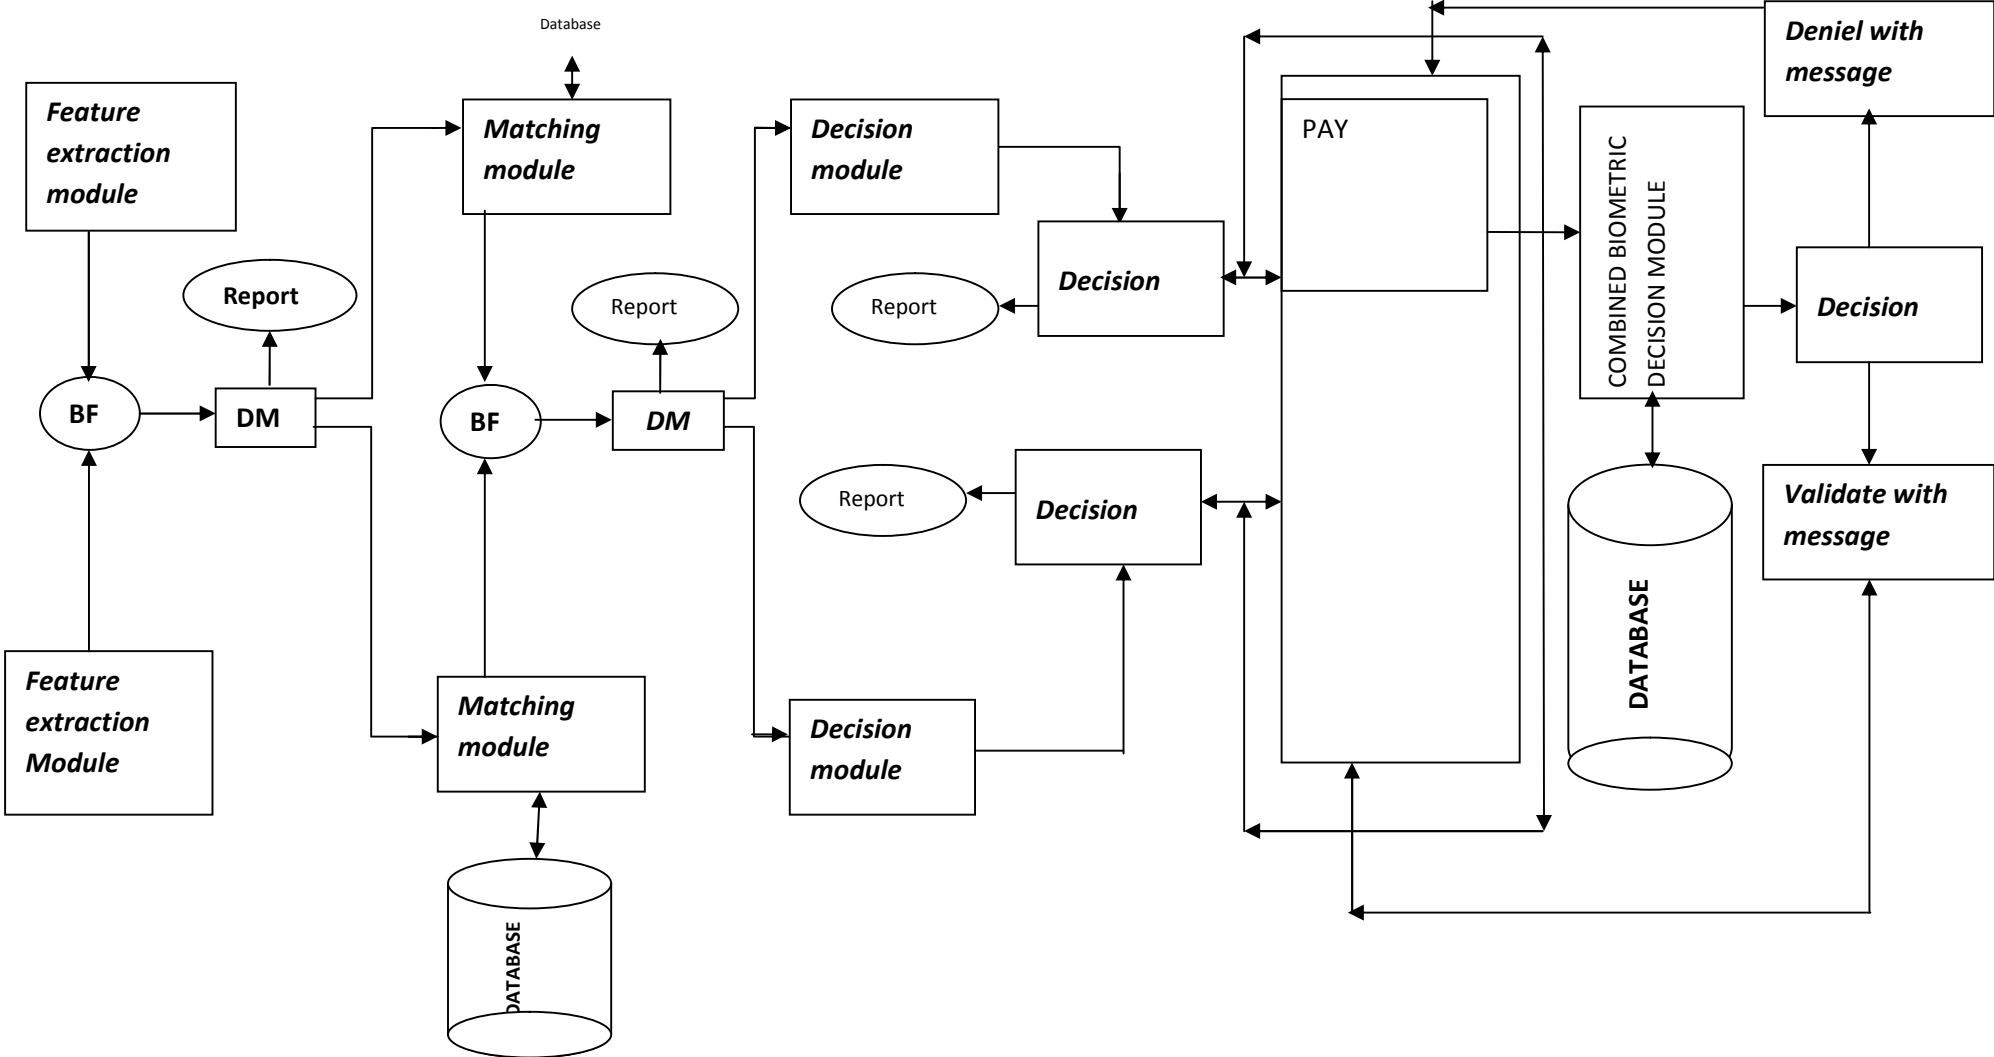 Database
Feature
extraction
module
Matching
module
Decision
module
PAY
COMBINED BIOMETRIC
DECISION MODULE
Deniel with
message
Report
Report
Report
Decision
Decision
BF
DM
BF
DM
Report
Decision
Validate with
message
Feature
extraction
Module
Matching
module
Decision
module
DATABASE
DATABASE